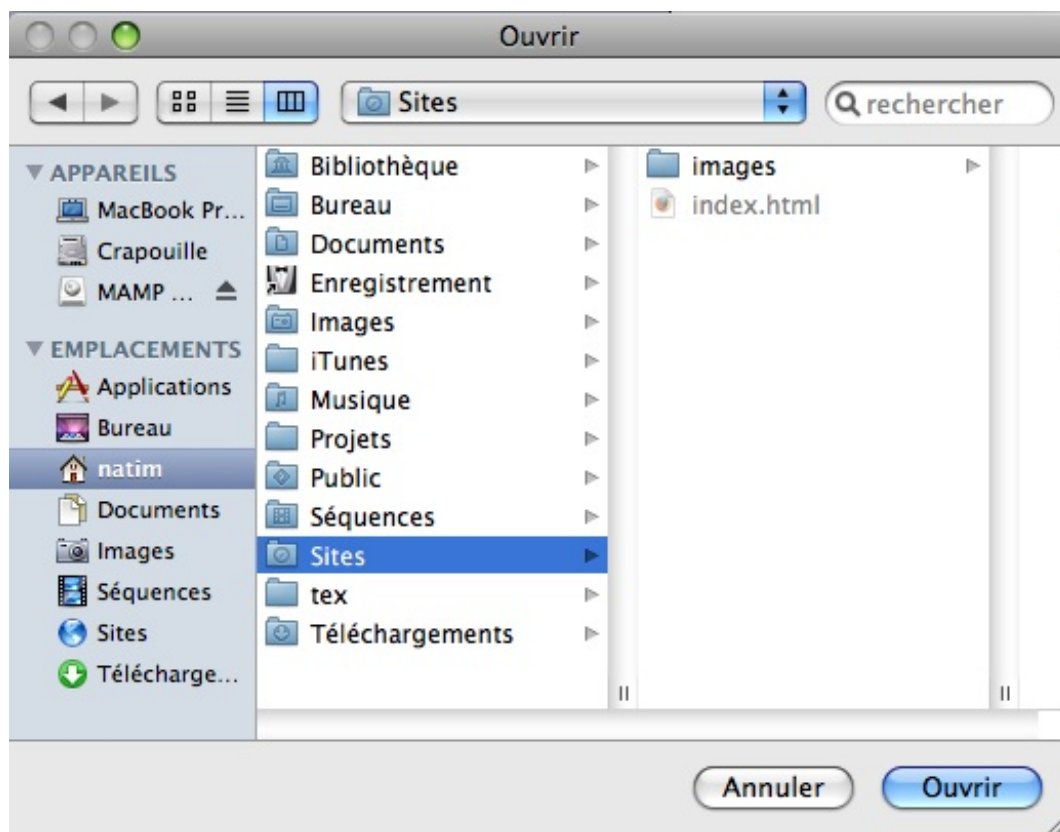 Ouvrir
Sites
rechercher
APPAREILS
MacBook Pr...
Crapouille
MAMP ...
EMPLACEMENTS
Applications
Bureau
natim
Documents
Images
Séquences
Sites
Télécharge...
Bibliothèque
Bureau
Documents
Enregistrement
Images
iTunes
Musique
Projets
Public
Séquences
Sites
tex
Téléchargements
images
index.html
Annuler
Ouvrir